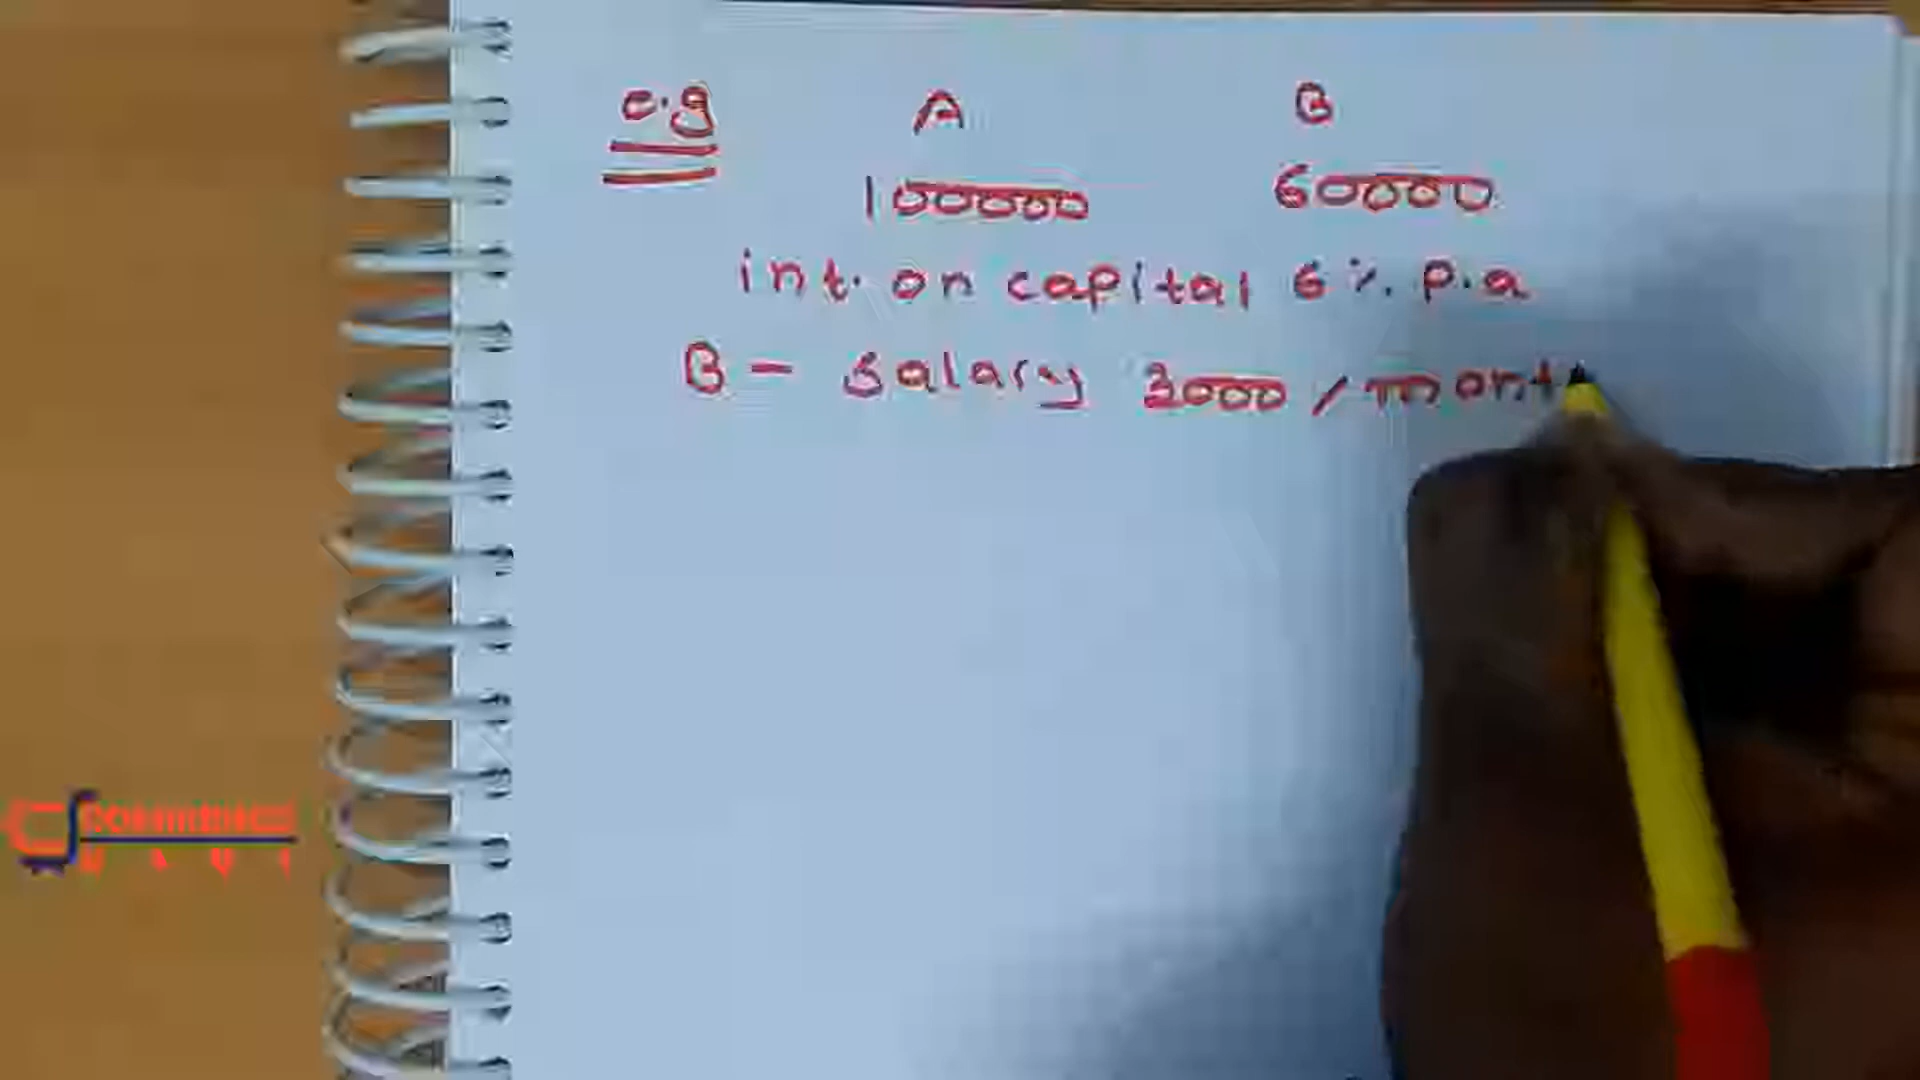 e.g A B
100000 60000
int. on capital 6%. p.a
B - Salary 3000 / mont